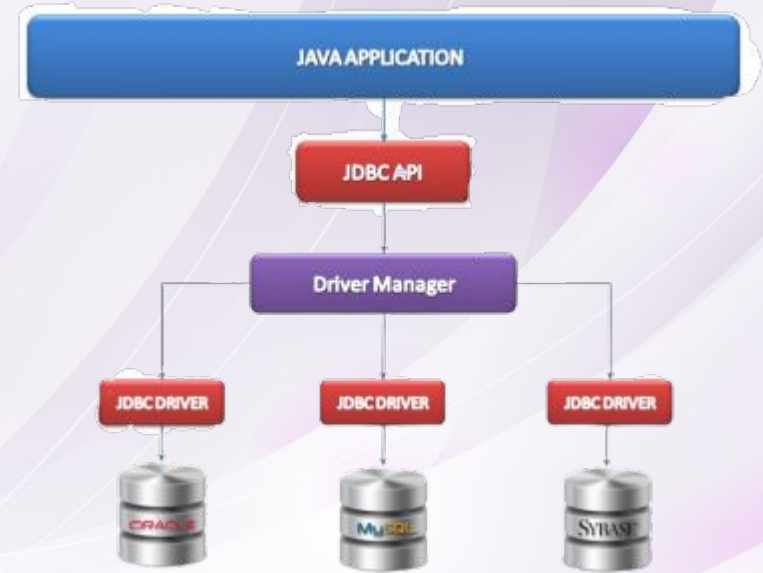 JAVA APPLICATION
JDBC API
Driver Manager
JDBC DRIVER
JDBC DRIVER
JDBC DRIVER
ORACLE
MySQL
SYBASE